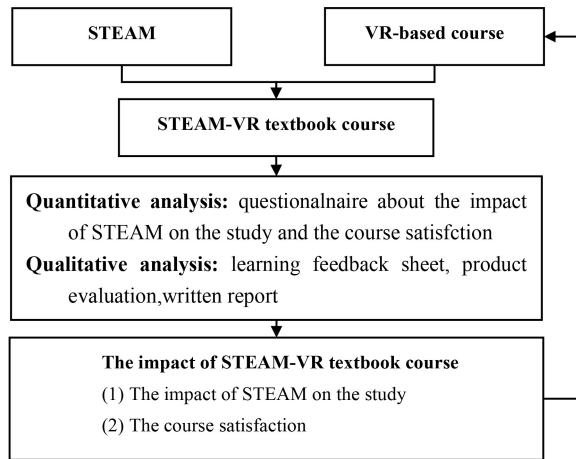 STEAM
VR-based course
STEAM-VR textbook course
Quantitative analysis: questionalnaire about the impact
of STEAM on the study and the course satisfction
Qualitative analysis: learning feedback sheet, product
evaluation,written report
The impact of STEAM-VR textbook course
(1) The impact of STEAM on the study
(2) The course satisfaction